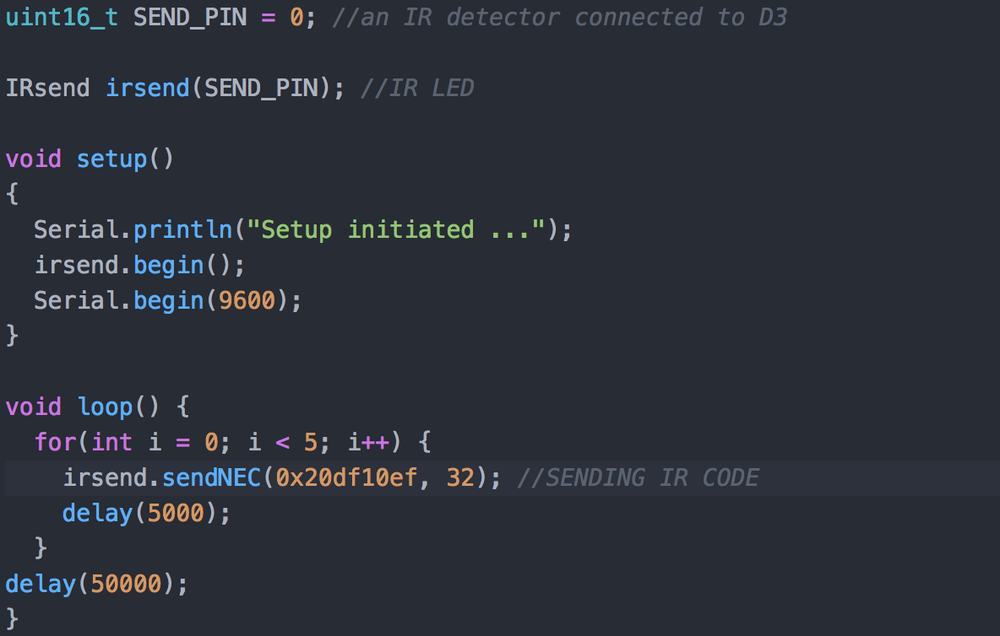 uint16_t SEND_PIN = 0; //an IR detector connected to D3
IRsend irsend(SEND_PIN); //IR LED
void setup()
{
  Serial.println("Setup initiated ...");
  irsend.begin();
  Serial.begin(9600);
}
void loop() {
  for(int i = 0; i < 5; i++) {
    irsend.sendNEC(0x20df10ef, 32); //SENDING IR CODE
    delay(5000);
  }
delay(50000);
}